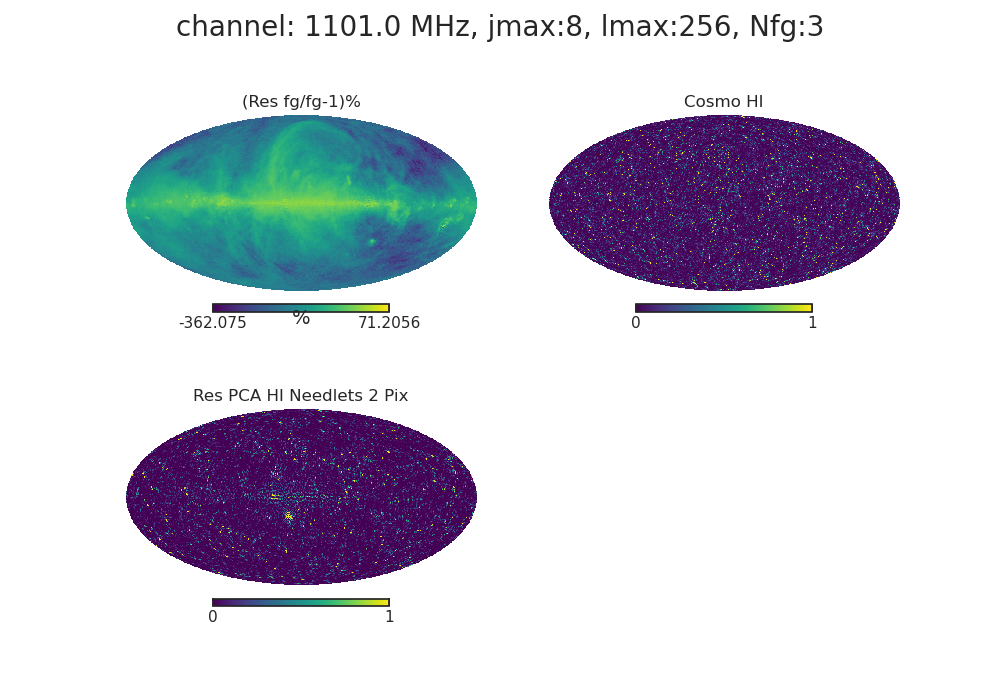 channel: 1101.0 MHz, jmax:8, lmax:256, Nfg:3
(Res fg/fg-1)%
Cosmo HI
-362.075 % 71.2056
0 1
Res PCA HI Needlets 2 Pix
0 1